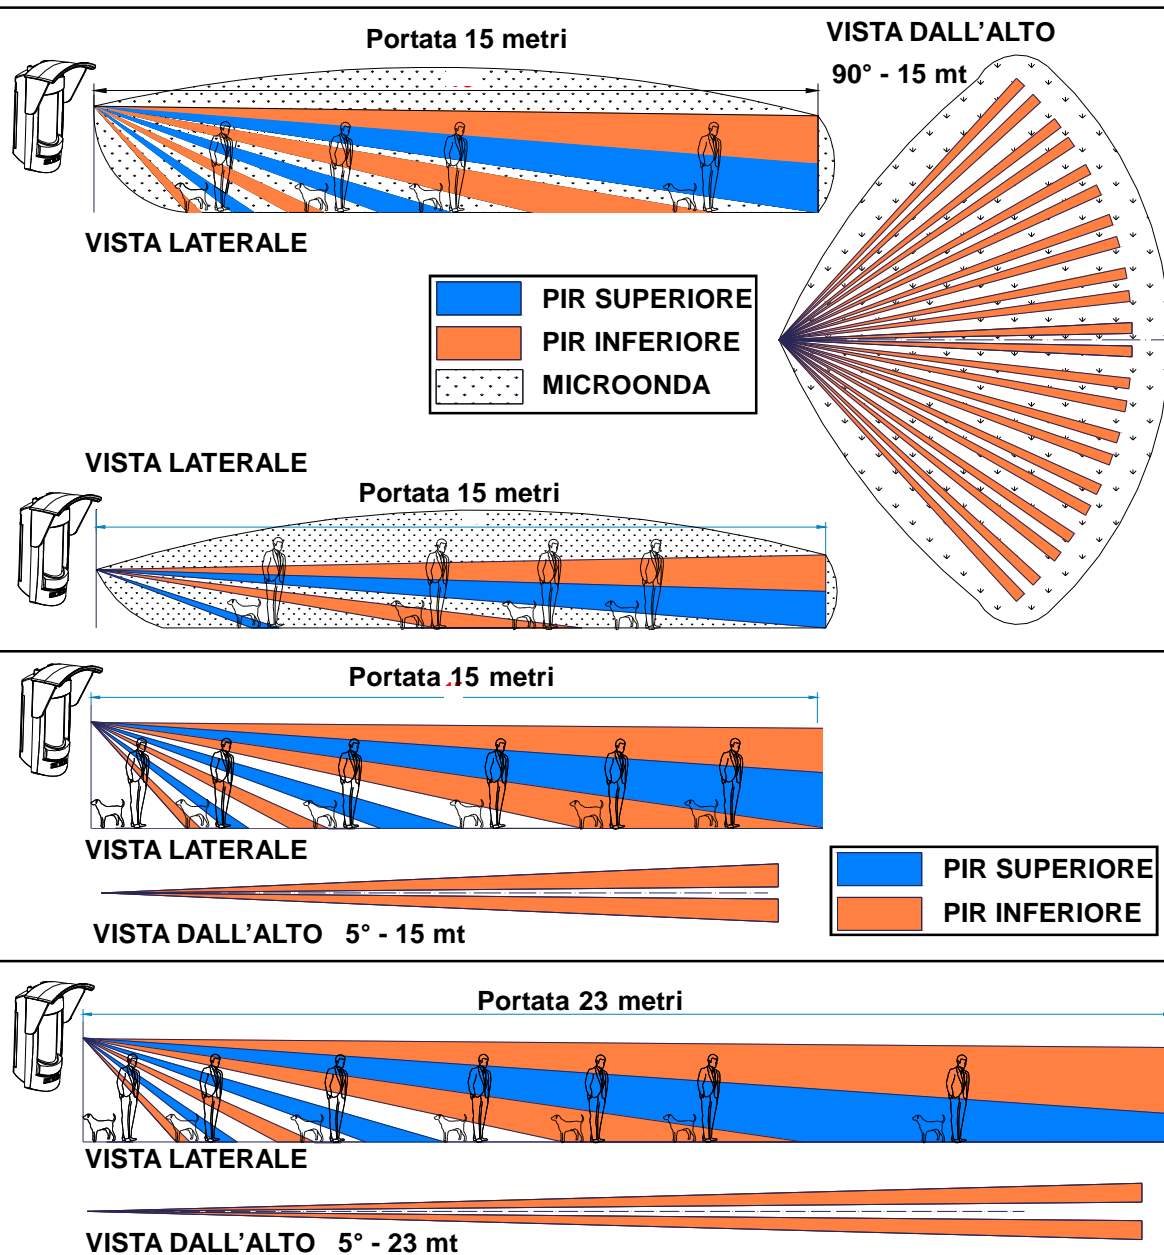 Portata 15 metri
VISTA DALL'ALTO
90° - 15 mt
VISTA LATERALE
PIR SUPERIORE
PIR INFERIORE
MICROONDA
VISTA LATERALE
Portata 15 metri
Portata 15 metri
VISTA LATERALE
PIR SUPERIORE
PIR INFERIORE
VISTA DALL'ALTO 5° - 15 mt
Portata 23 metri
VISTA LATERALE
VISTA DALL'ALTO 5° - 23 mt